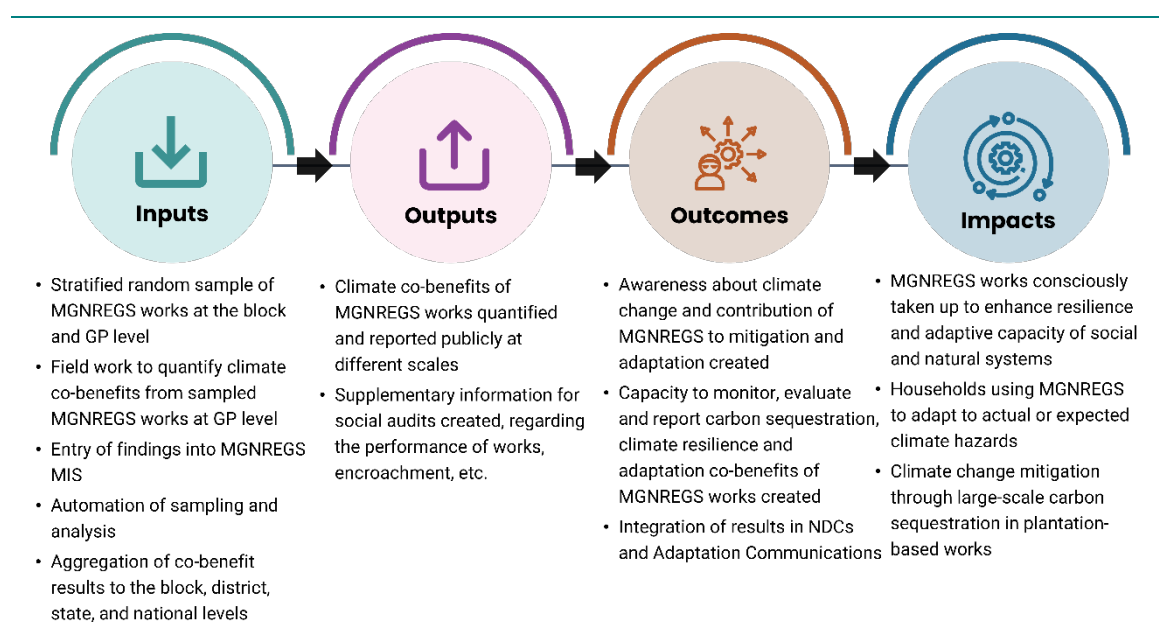 Inputs
• Stratified random sample of
MGNREGS works at the block
and GP level
• Field work to quantify climate
co-benefits from sampled
MGNREGS works at GP level
• Entry of findings into MGNREGS
MIS
• Automation of sampling and
analysis
• Aggregation of co-benefit
results to the block, district,
state, and national levels
Outputs
• Climate co-benefits of
MGNREGS works quantified
and reported publicly at
different scales
• Supplementary information for
social audits created, regarding
the performance of works,
encroachment, etc.
Outcomes
• Awareness about climate
change and contribution of
MGNREGS to mitigation and
adaptation created
• Capacity to monitor, evaluate
and report carbon sequestration,
climate resilience and
adaptation co-benefits of
MGNREGS works created
• Integration of results in NDCs
and Adaptation Communications
Impacts
• MGNREGS works consciously
taken up to enhance resilience
and adaptive capacity of social
and natural systems
• Households using MGNREGS
to adapt to actual or expected
climate hazards
• Climate change mitigation
through large-scale carbon
sequestration in plantation-
based works